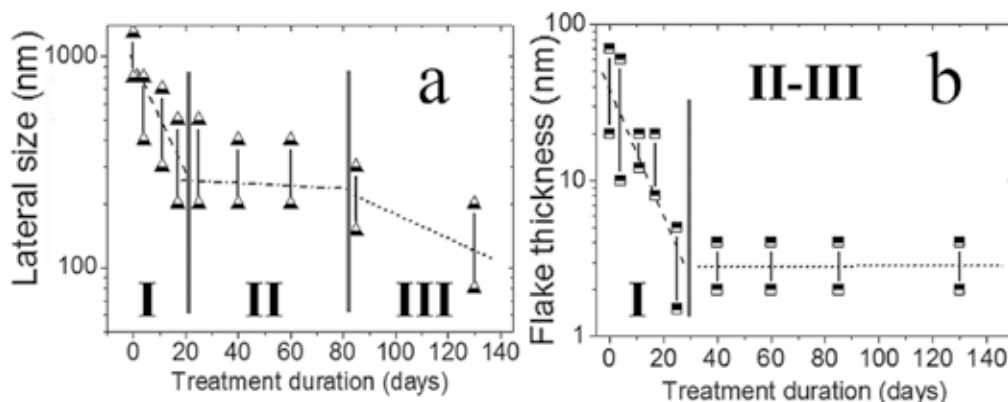 Lateral size (nm)
1000
100
a
I II III
0 20 40 60 80 100 120 140
Treatment duration (days)
Flake thickness (nm)
100
10
1
II-III b
I
0 20 40 60 80 100 120 140
Treatment duration (days)